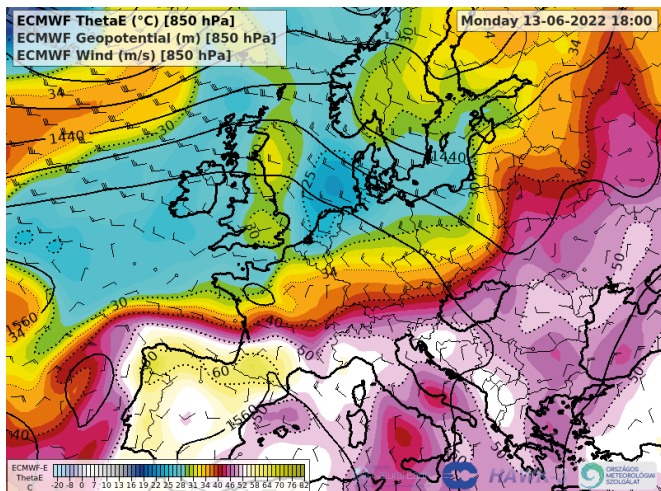 ECMWF ThetaE (°C) [850 hPa]
ECMWF Geopotential (m) [850 hPa]
ECMWF Wind (m/s) [850 hPa]
Monday 13-06-2022 18:00
34
34
1440
30
40
1440
30
50
34
30
1560
34
40
50
60
1560
40
50
ECMWF-E
ThetaE
C
-20 -8 0 7 10 13 16 19 22 25 28 31 34 37 40 43 46 49 52 58 64 70 76 82
HAWK
ORSZÁGOS
METEOROLÓGIAI
SZOLGÁLAT